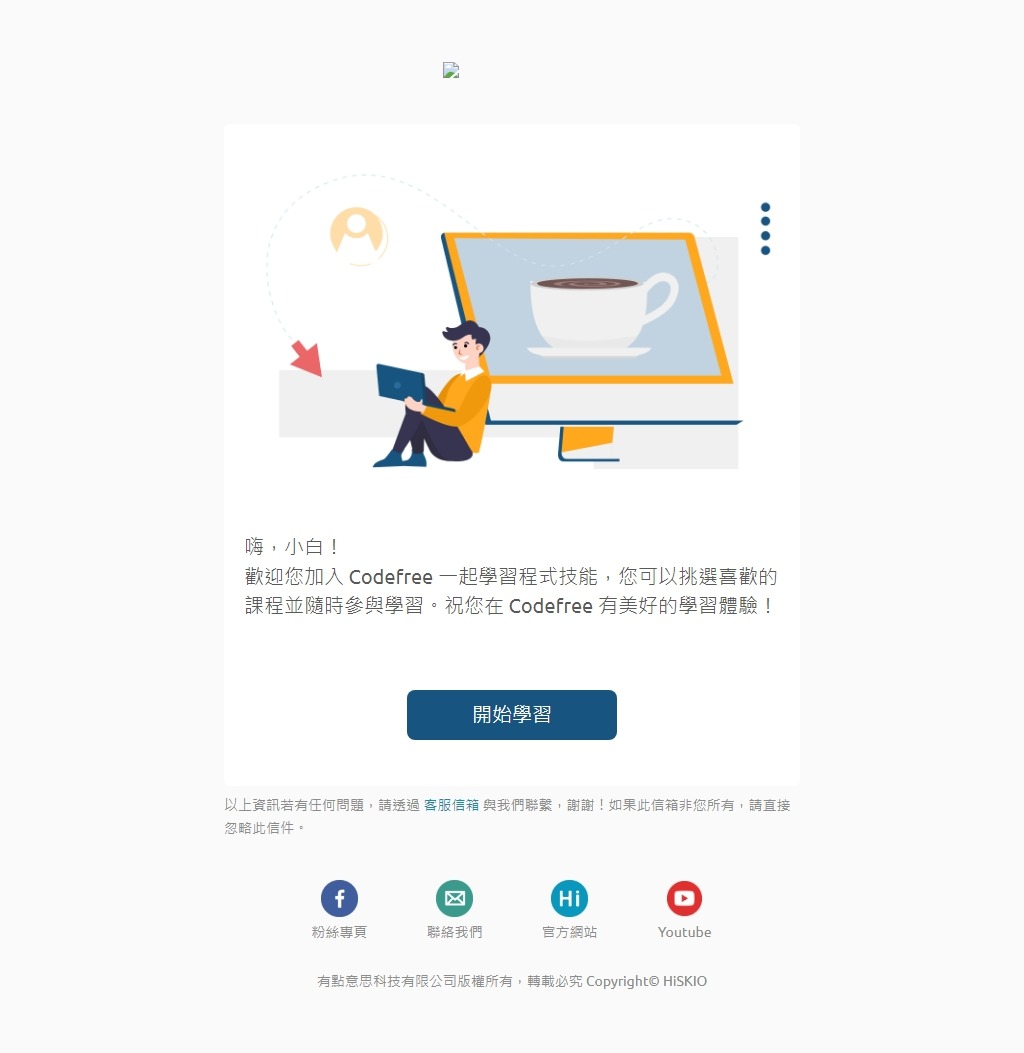 嗨，小白！
歡迎您加入 Codefree 一起學習程式技能，您可以挑選喜歡的
課程並隨時參與學習。祝您在 Codefree 有美好的學習體驗！
開始學習
以上資訊若有任何問題，請透過 客服信箱 與我們聯繫，謝謝！如果此信箱非您所有，請直接
忽略此信件。
Hi
粉絲專頁 聯絡我們 官方網站 Youtube
有點意思科技有限公司版權所有，轉載必究 Copyright© HiSKIO